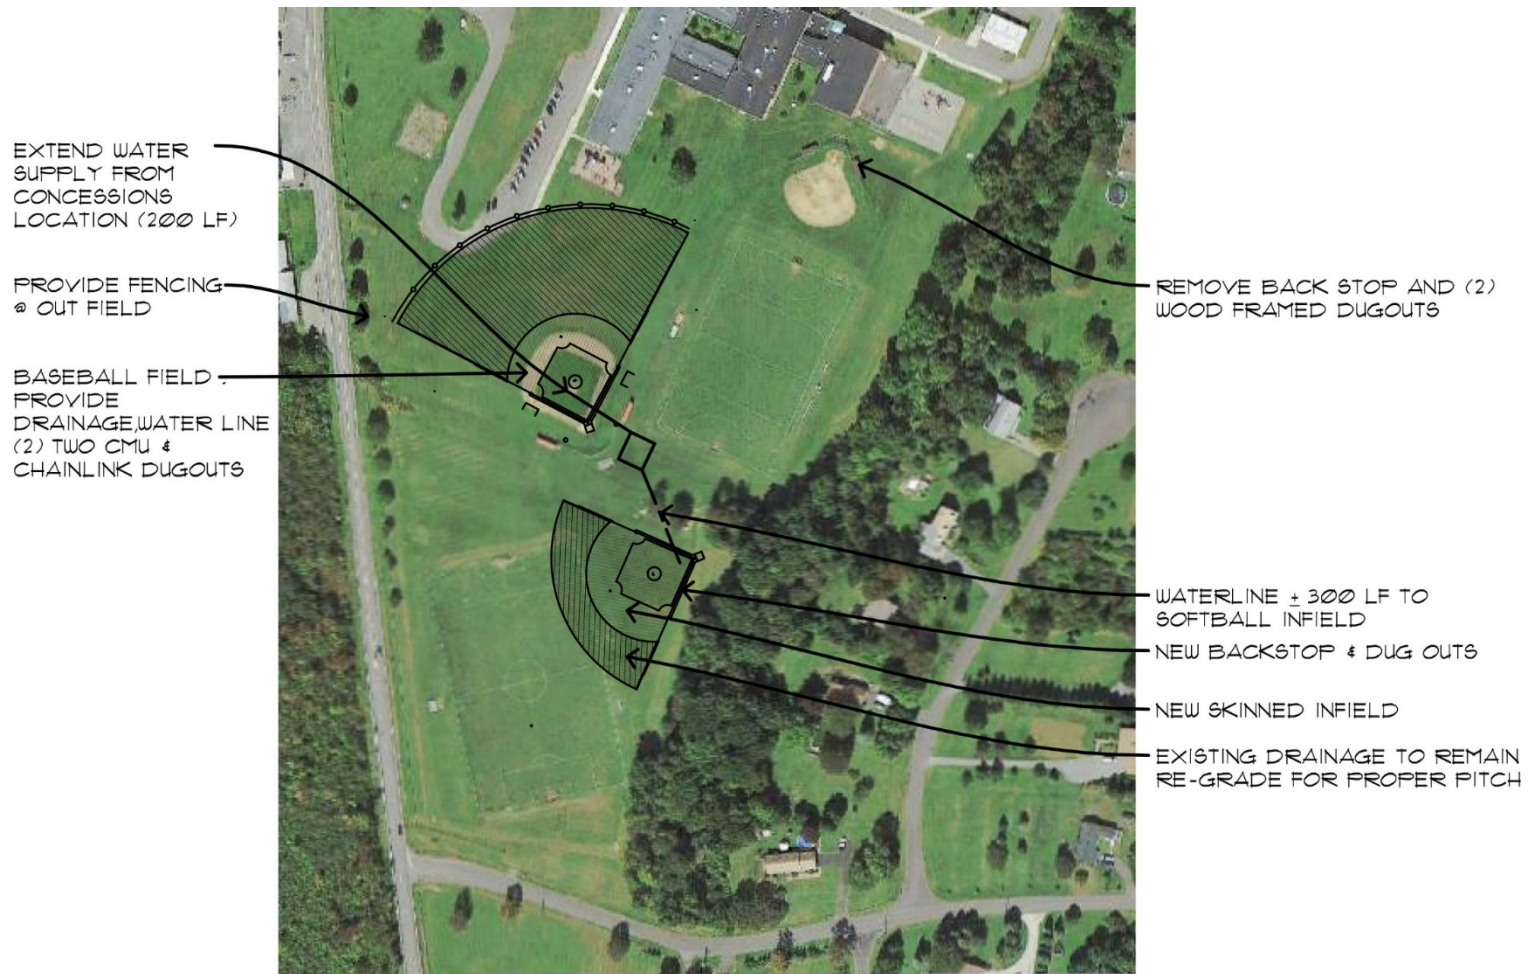 EXTEND WATER
SUPPLY FROM
CONCESSIONS
LOCATION (200 LF)
PROVIDE FENCING
@ OUT FIELD
BASEBALL FIELD :
PROVIDE
DRAINAGE,WATER LINE
(2) TWO CMU &
CHAINLINK DUGOUTS
REMOVE BACK STOP AND (2)
WOOD FRAMED DUGOUTS
WATERLINE ± 300 LF TO
SOFTBALL INFIELD
NEW BACKSTOP & DUG OUTS
NEW SKINNED INFIELD
EXISTING DRAINAGE TO REMAIN
RE-GRADE FOR PROPER PITCH